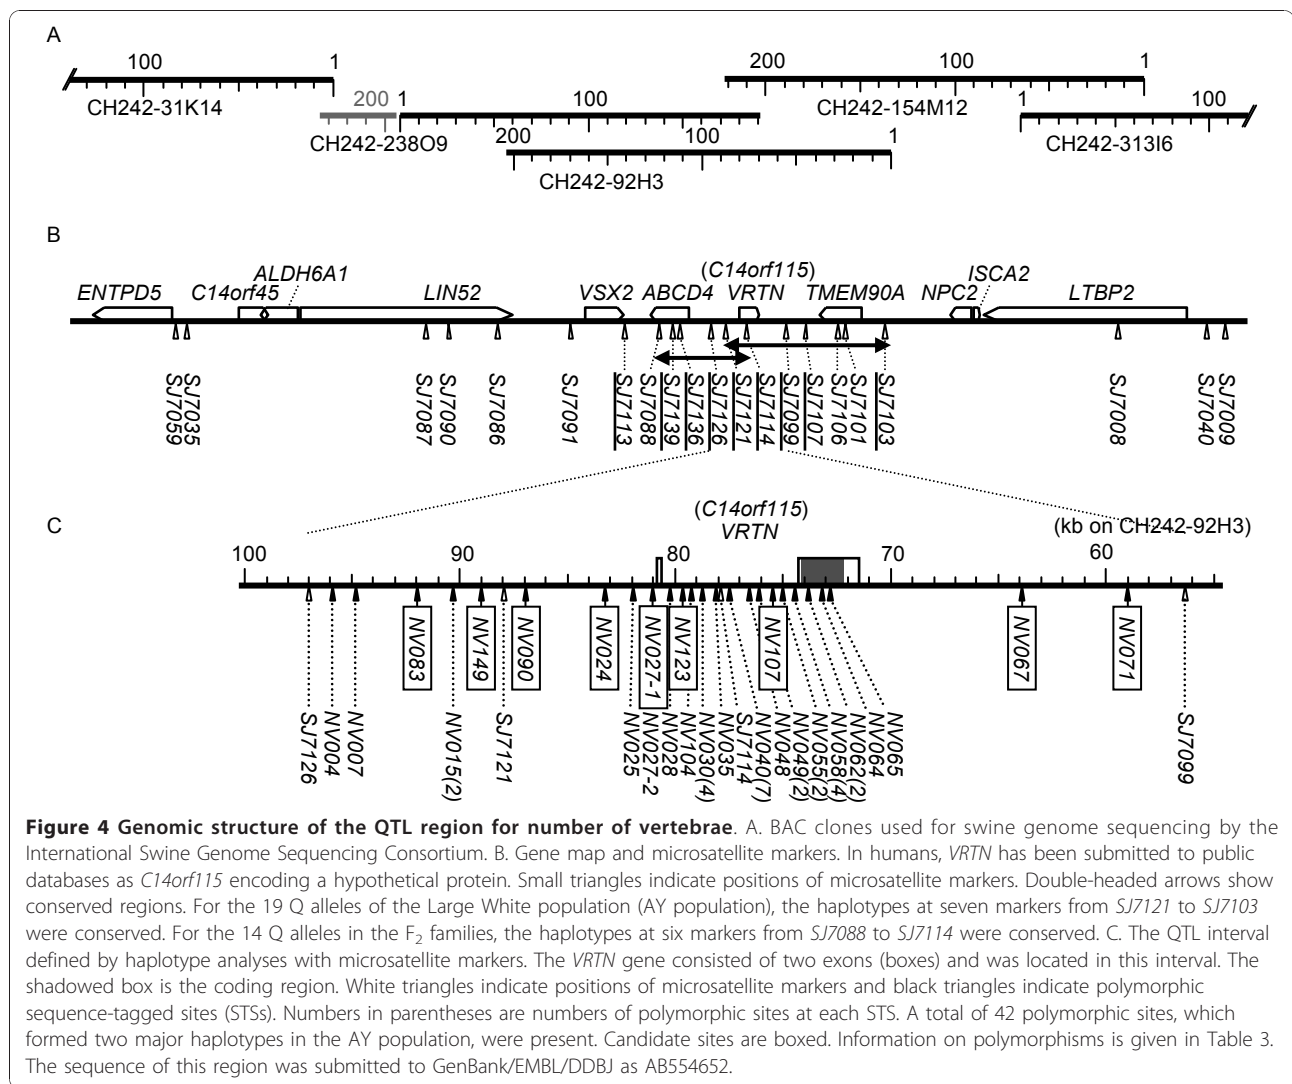 A
100 1 200 100 1
CH242-31K14 200 1 100 CH242-154M12 1 100
CH242-238O9 200 100 1 CH242-313I6
CH242-92H3
B
(C14orf115) ISCA2
ALDH6A1
ENTPD5 C14orf45 LIN52 VSX2 ABCD4 VRTN TMEM90A NPC2 LTBP2
SJ7059 SJ7035 SJ7087 SJ7090 SJ7086 SJ7091 SJ7113 SJ7088 SJ7139 SJ7136 SJ7126 SJ7121 SJ7114 SJ7099 SJ7107 SJ7106 SJ7101 SJ7103 SJ7008 SJ7040 SJ7009
C
(C14orf115) (kb on CH242-92H3)
VRTN
100 90 80 70 60
NV083 NV149 NV090 NV024 NV027-1 NV123 NV107 NV067 NV071
SJ7126 NV004 NV007 NV015(2) SJ7121 NV025 NV027-2 NV028 NV104 NV030(4) NV035 SJ7114 NV040(7) NV048 NV049(2) NV055(2) NV058(4) NV062(2) NV064 NV065 SJ7099
Figure 4 Genomic structure of the QTL region for number of vertebrae. A. BAC clones used for swine genome sequencing by the
International Swine Genome Sequencing Consortium. B. Gene map and microsatellite markers. In humans, VRTN has been submitted to public
databases as C14orf115 encoding a hypothetical protein. Small triangles indicate positions of microsatellite markers. Double-headed arrows show
conserved regions. For the 19 Q alleles of the Large White population (AY population), the haplotypes at seven markers from SJ7121 to SJ7103
were conserved. For the 14 Q alleles in the F2 families, the haplotypes at six markers from SJ7088 to SJ7114 were conserved. C. The QTL interval
defined by haplotype analyses with microsatellite markers. The VRTN gene consisted of two exons (boxes) and was located in this interval. The
shadowed box is the coding region. White triangles indicate positions of microsatellite markers and black triangles indicate polymorphic
sequence-tagged sites (STSs). Numbers in parentheses are numbers of polymorphic sites at each STS. A total of 42 polymorphic sites, which
formed two major haplotypes in the AY population, were present. Candidate sites are boxed. Information on polymorphisms is given in Table 3.
The sequence of this region was submitted to GenBank/EMBL/DDBJ as AB554652.